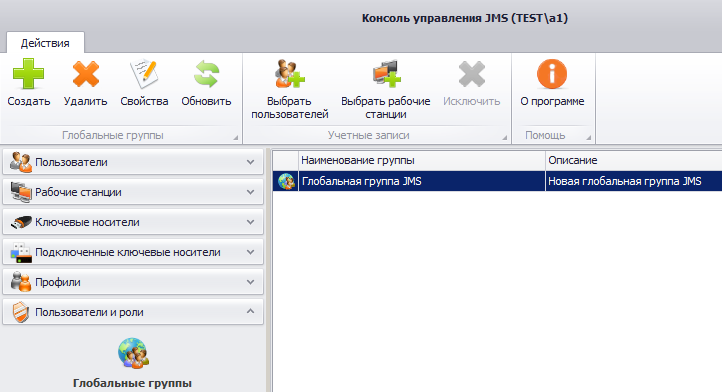 Консоль управления JMS (TEST\a1)
Действия
Создать
Удалить
Свойства
Обновить
Выбрать
пользователей
Выбрать рабочие
станции
Исключить
О программе
Глобальные группы
Учетные записи
Помощь
Пользователи
Рабочие станции
Ключевые носители
Подключенные ключевые носители
Профили
Пользователи и роли
Глобальные группы
Наименование группы
Описание
Глобальная группа JMS
Новая глобальная группа JMS